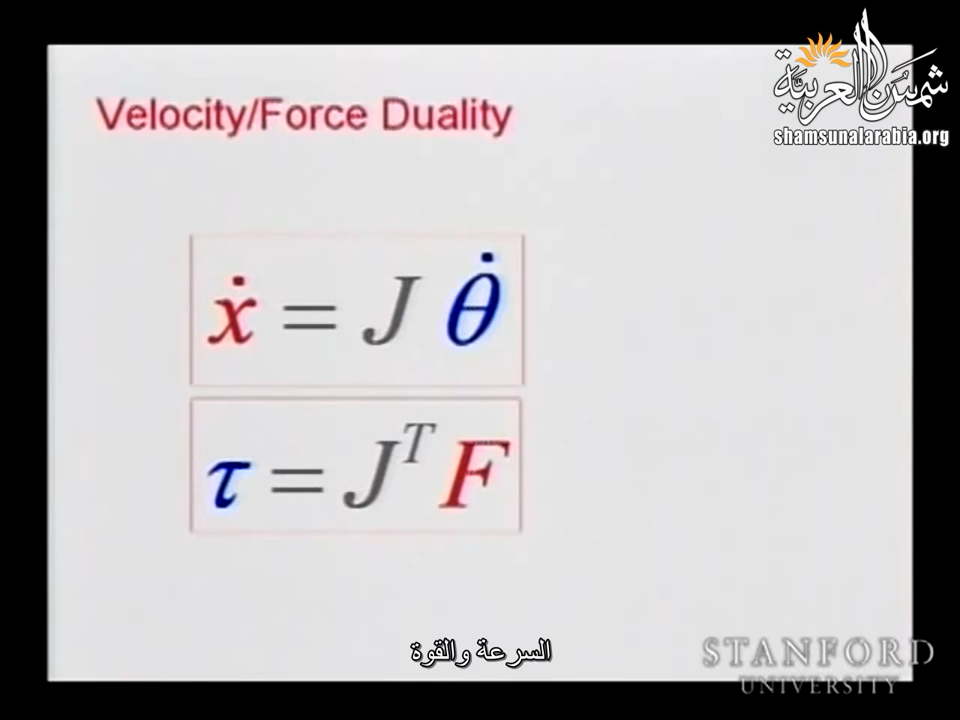 شمس العربية
shamsunalarabia.org
Velocity/Force Duality
ẋ = J θ̇
τ = Jᵀ F
السرعة والقوة
STANFORD
UNIVERSITY